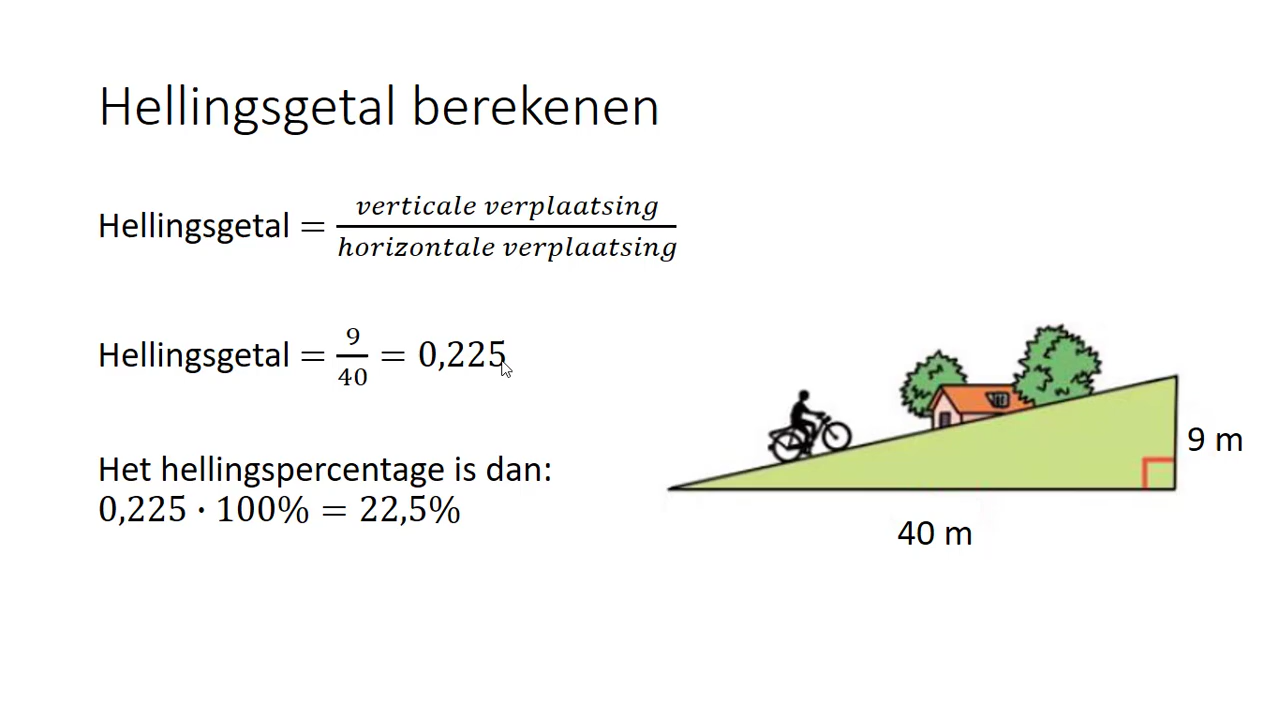 Hellingsgetal berekenen
Hellingsgetal = verticale verplaatsing / horizontale verplaatsing
Hellingsgetal = 9/40 = 0,225
Het hellingspercentage is dan:
0,225 · 100% = 22,5%
9 m
40 m